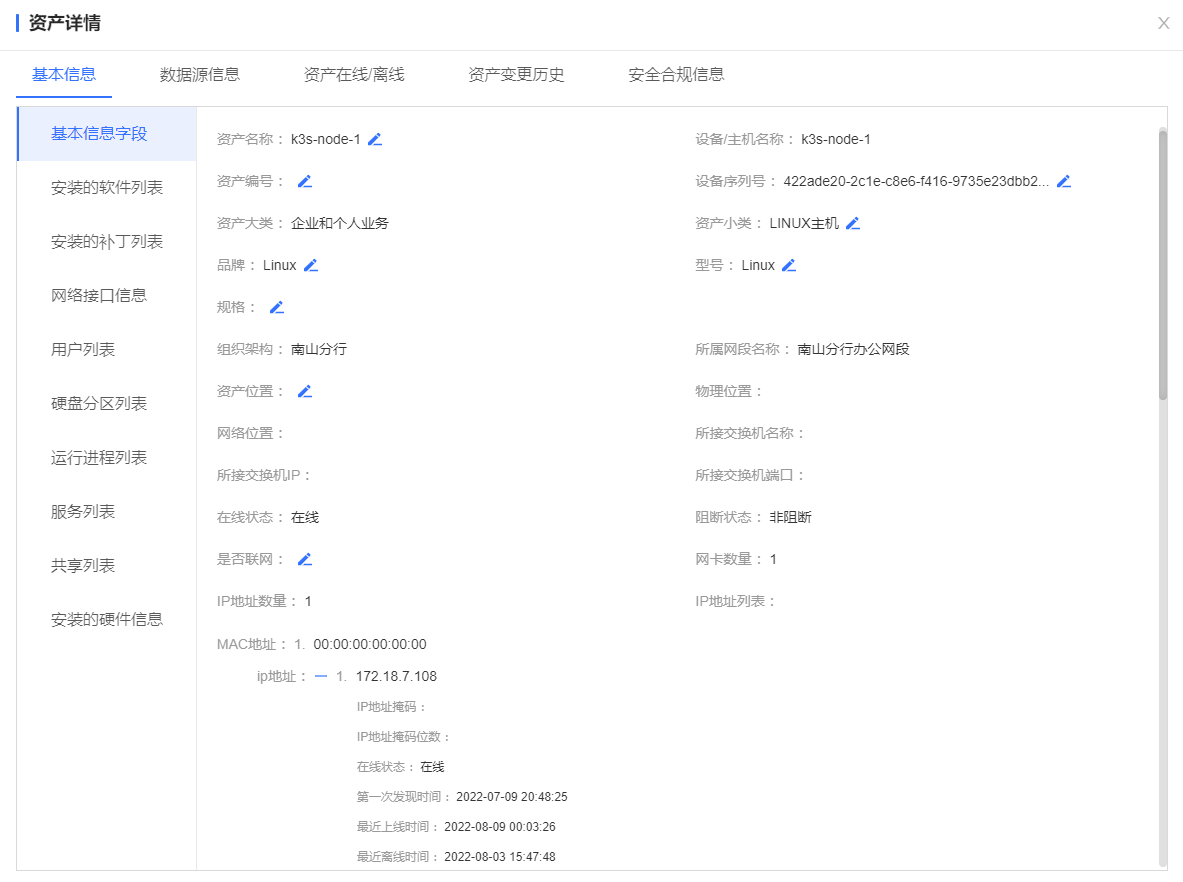 资产详情
基本信息 数据源信息 资产在线/离线 资产变更历史 安全合规信息
基本信息字段
安装的软件列表
安装的补丁列表
网络接口信息
用户列表
硬盘分区列表
运行进程列表
服务列表
共享列表
安装的硬件信息
资产名称： k3s-node-1 设备/主机名称： k3s-node-1
资产编号： 设备序列号： 422ade20-2c1e-c8e6-f416-9735e23dbb2...
资产大类： 企业和个人业务 资产小类： LINUX主机
品牌： Linux 型号： Linux
规格：
组织架构： 南山分行 所属网段名称： 南山分行办公网段
资产位置： 物理位置：
网络位置： 所接交换机名称：
所接交换机IP： 所接交换机端口：
在线状态： 在线 阻断状态： 非阻断
是否联网： 网卡数量： 1
IP地址数量： 1 IP地址列表：
MAC地址： 1. 00:00:00:00:00:00
ip地址： 1. 172.18.7.108
IP地址掩码：
IP地址掩码位数：
在线状态： 在线
第一次发现时间： 2022-07-09 20:48:25
最近上线时间： 2022-08-09 00:03:26
最近离线时间： 2022-08-03 15:47:48